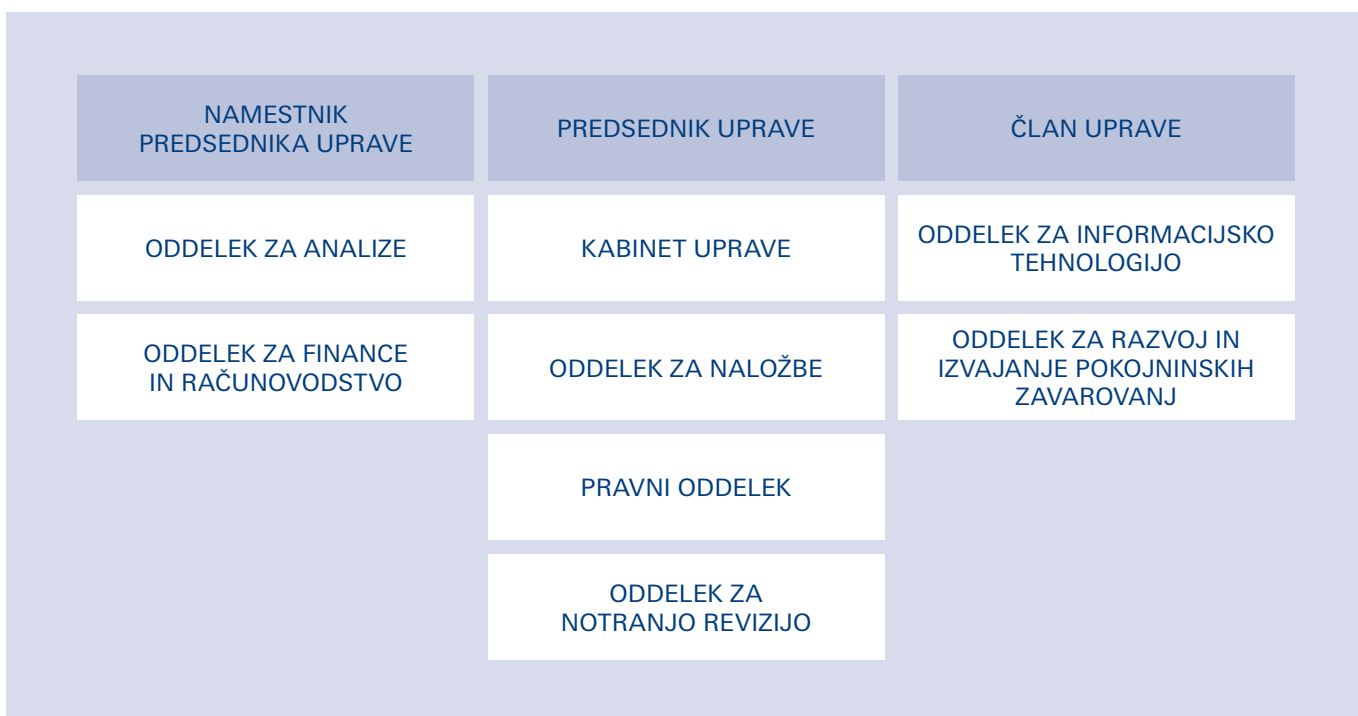 NAMESTNIK
PREDSEDNIKA UPRAVE
PREDSEDNIK UPRAVE
ČLAN UPRAVE
ODDELEK ZA ANALIZE
KABINET UPRAVE
ODDELEK ZA INFORMACIJSKO
TEHNOLOGIJO
ODDELEK ZA FINANCE
IN RAČUNOVODSTVO
ODDELEK ZA NALOŽBE
ODDELEK ZA RAZVOJ IN
IZVAJANJE POKOJNINSKIH
ZAVAROVANJ
PRAVNI ODDELEK
ODDELEK ZA
NOTRANJO REVIZIJO